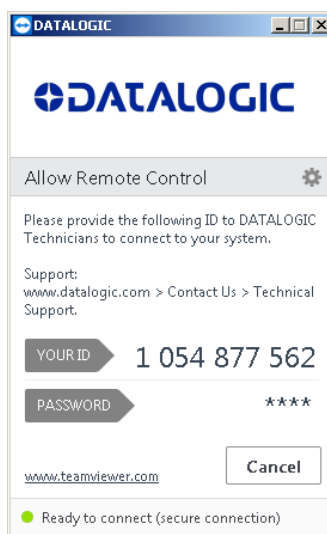 DATALOGIC
DATALOGIC
Allow Remote Control
Please provide the following ID to DATALOGIC
Technicians to connect to your system.
Support:
www.datalogic.com > Contact Us > Technical
Support.
YOUR ID 1 054 877 562
PASSWORD ****
www.teamviewer.com Cancel
Ready to connect (secure connection)